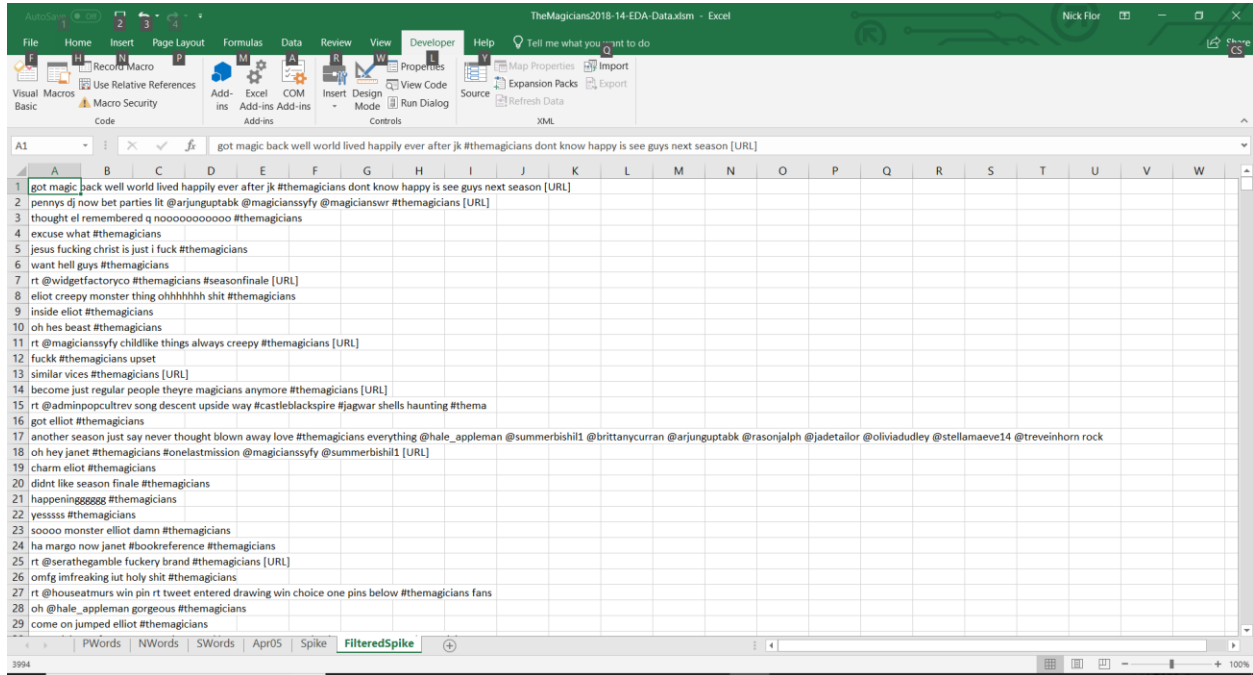 AutoSave Off TheMagicians2018-14-EDA-Data.xlsm - Excel Nick Flor
1 2 3 4
File Home Insert Page Layout Formulas Data Review View Developer Help Tell me what you want to do Share
F H N P M A R W L Y Q CS
Visual Basic
Macros
Record Macro
Use Relative References
Macro Security
Code
Add-ins
Excel Add-ins
COM Add-ins
Add-ins
Insert
Design Mode
Properties
View Code
Run Dialog
Controls
Source
Map Properties
Expansion Packs
Refresh Data
Import
Export
XML
A1 fx got magic back well world lived happily ever after jk #themagicians dont know happy is see guys next season [URL]
A B C D E F G H I J K L M N O P Q R S T U V W
1 got magic back well world lived happily ever after jk #themagicians dont know happy is see guys next season [URL]
2 pennys dj now bet parties lit @arjunguptabk @magicianssyfy @magicianswr #themagicians [URL]
3 thought el remembered q nooooooooooo #themagicians
4 excuse what #themagicians
5 jesus fucking christ is just i fuck #themagicians
6 want hell guys #themagicians
7 rt @widgetfactoryco #themagicians #seasonfinale [URL]
8 eliot creepy monster thing ohhhhhhh shit #themagicians
9 inside eliot #themagicians
10 oh hes beast #themagicians
11 rt @magicianssyfy childlike things always creepy #themagicians [URL]
12 fuckk #themagicians upset
13 similar vices #themagicians [URL]
14 become just regular people theyre magicians anymore #themagicians [URL]
15 rt @adminpopcultrev song descent upside way #castleblackspire #jagwar shells haunting #thema
16 got elliot #themagicians
17 another season just say never thought blown away love #themagicians everything @hale_appleman @summerbishil1 @brittanycurran @arjunguptabk @rasonjalph @jadetailor @oliviadudley @stellamaeve14 @treveinhorn rock
18 oh hey janet #themagicians #onelastmission @magicianssyfy @summerbishil1 [URL]
19 charm eliot #themagicians
20 didnt like season finale #themagicians
21 happeningggggg #themagicians
22 yesssss #themagicians
23 soooo monster elliot damn #themagicians
24 ha margo now janet #bookreference #themagicians
25 rt @serathegamble fuckery brand #themagicians [URL]
26 omfg imfreaking iut holy shit #themagicians
27 rt @houseatmurs win pin rt tweet entered drawing win choice one pins below #themagicians fans
28 oh @hale_appleman gorgeous #themagicians
29 come on jumped elliot #themagicians
PWords NWords SWords Apr05 Spike FilteredSpike
3994 100%